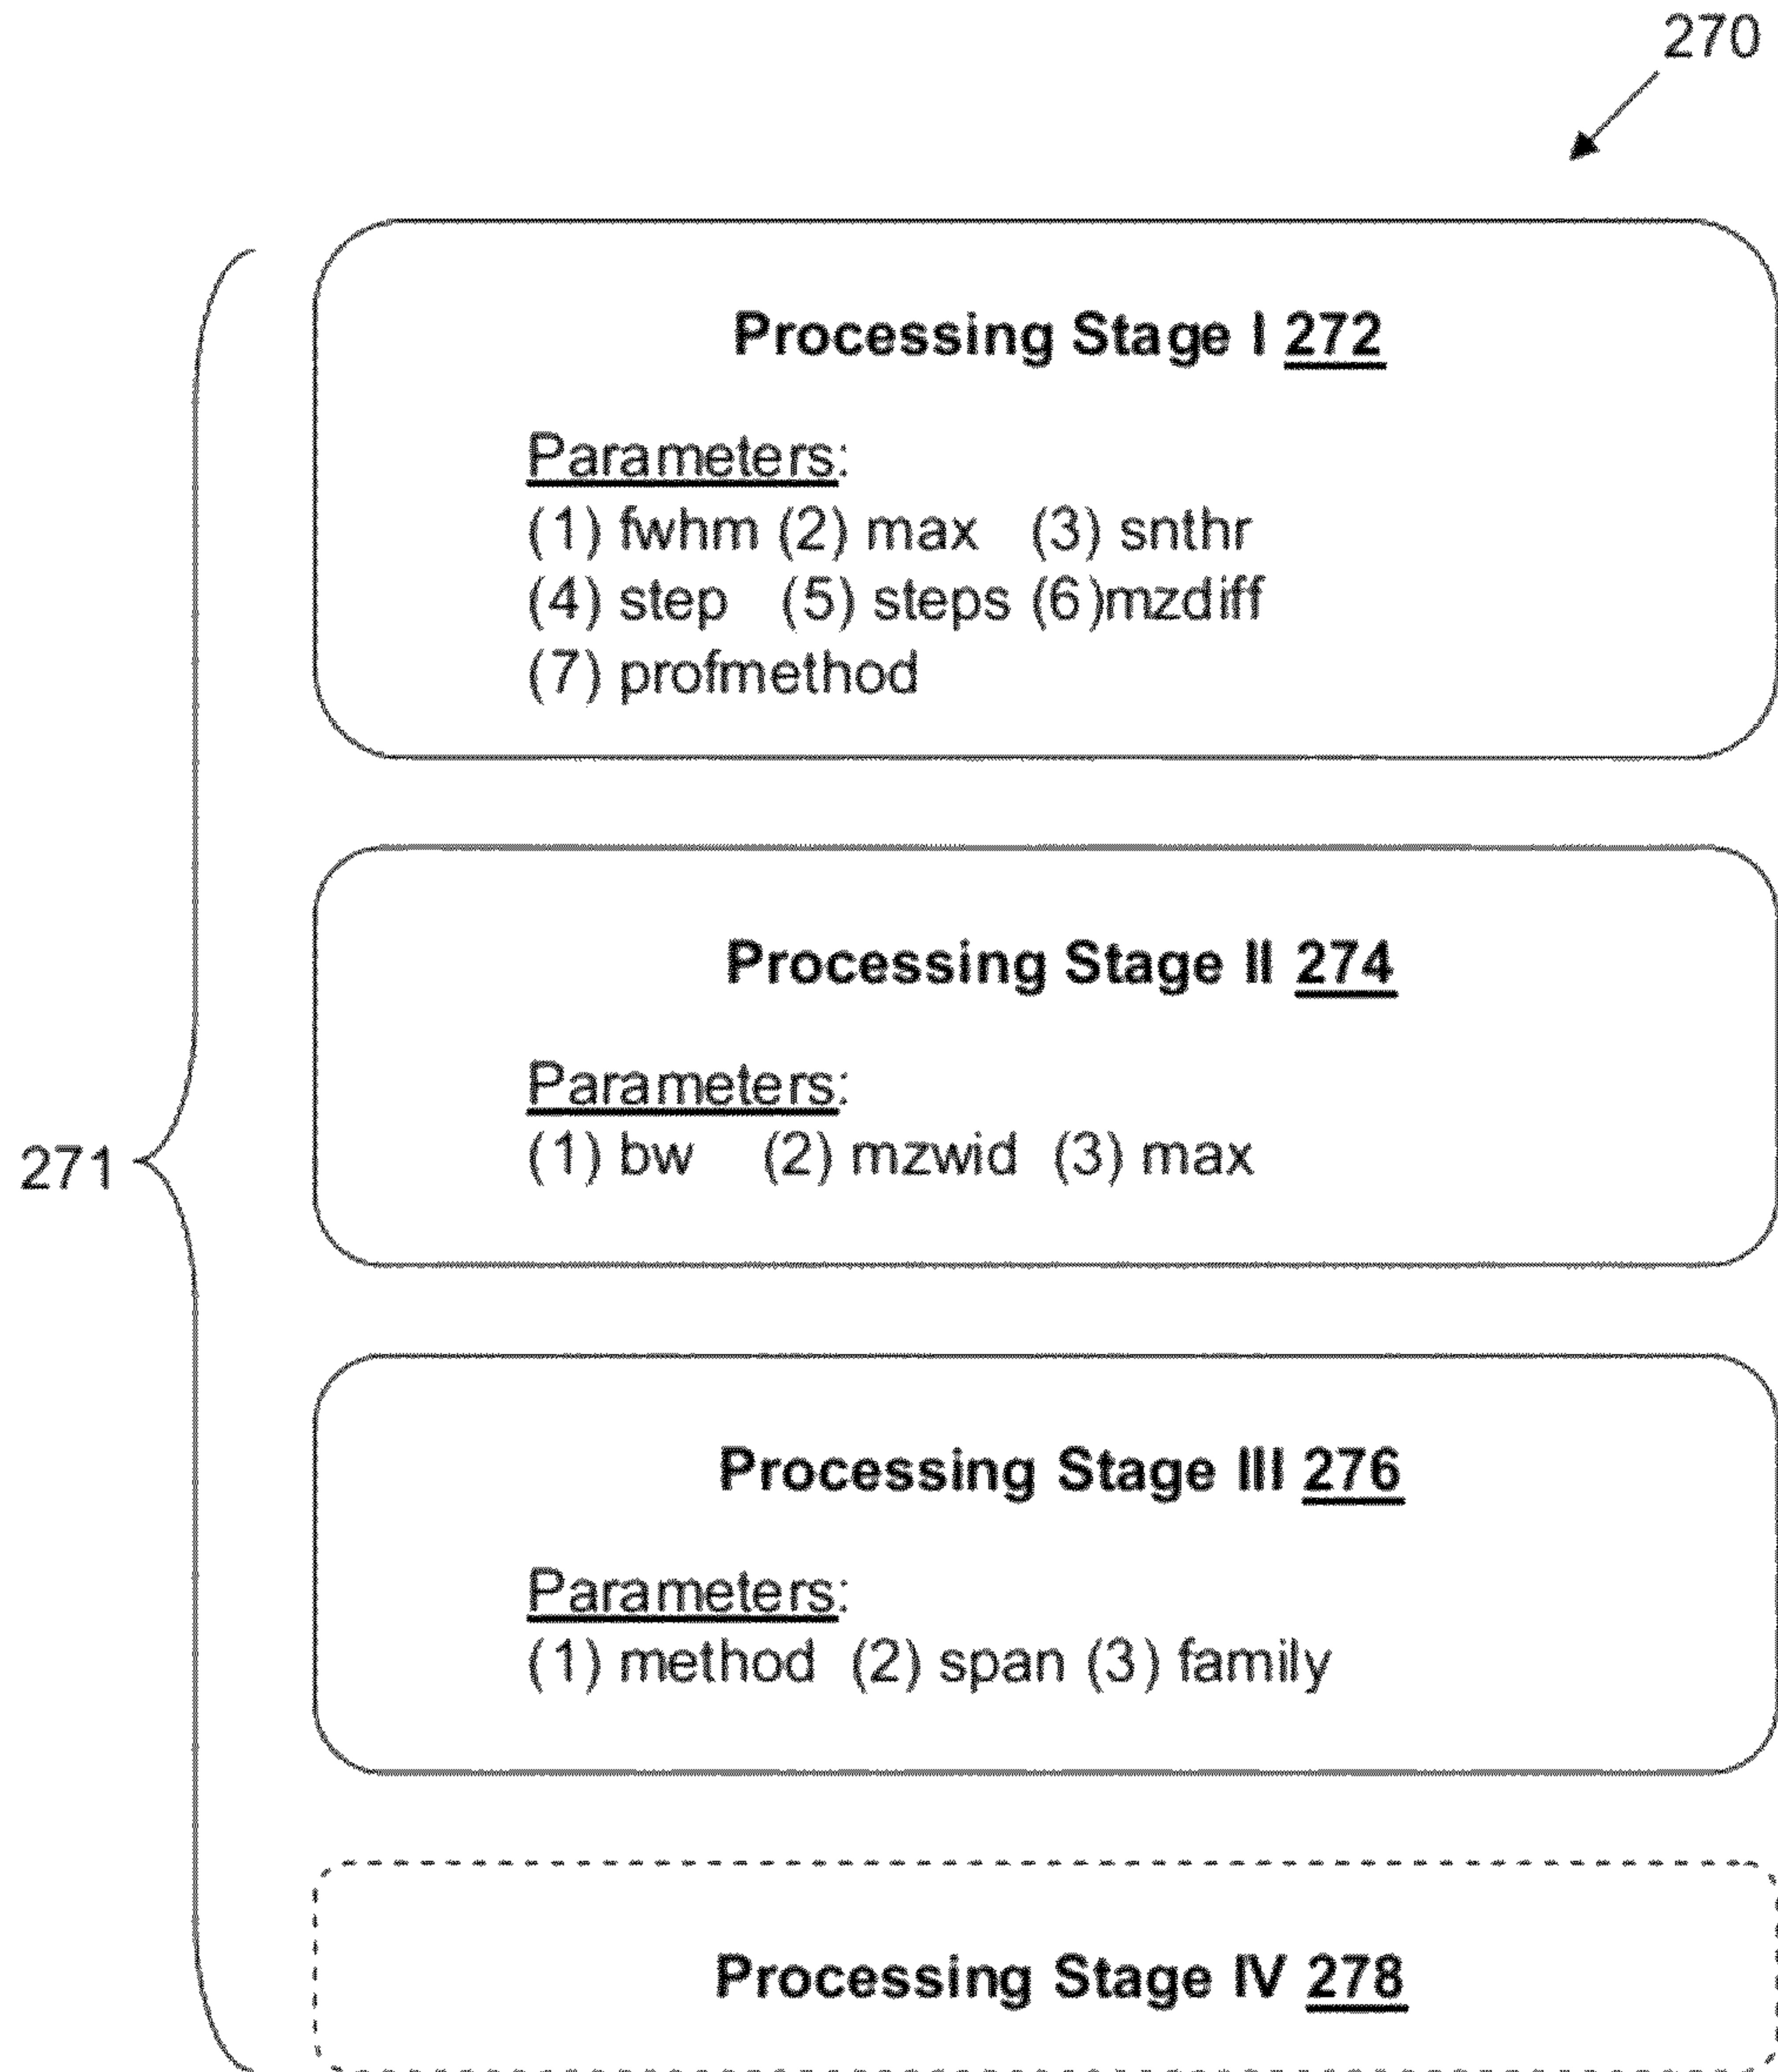 270
Processing Stage I 272
Parameters:
(1) fwhm (2) max (3) snthr
(4) step (5) steps (6)mzdiff
(7) profmethod
Processing Stage II 274
Parameters:
(1) bw (2) mzwid (3) max
271
Processing Stage III 276
Parameters:
(1) method (2) span (3) family
Processing Stage IV 278